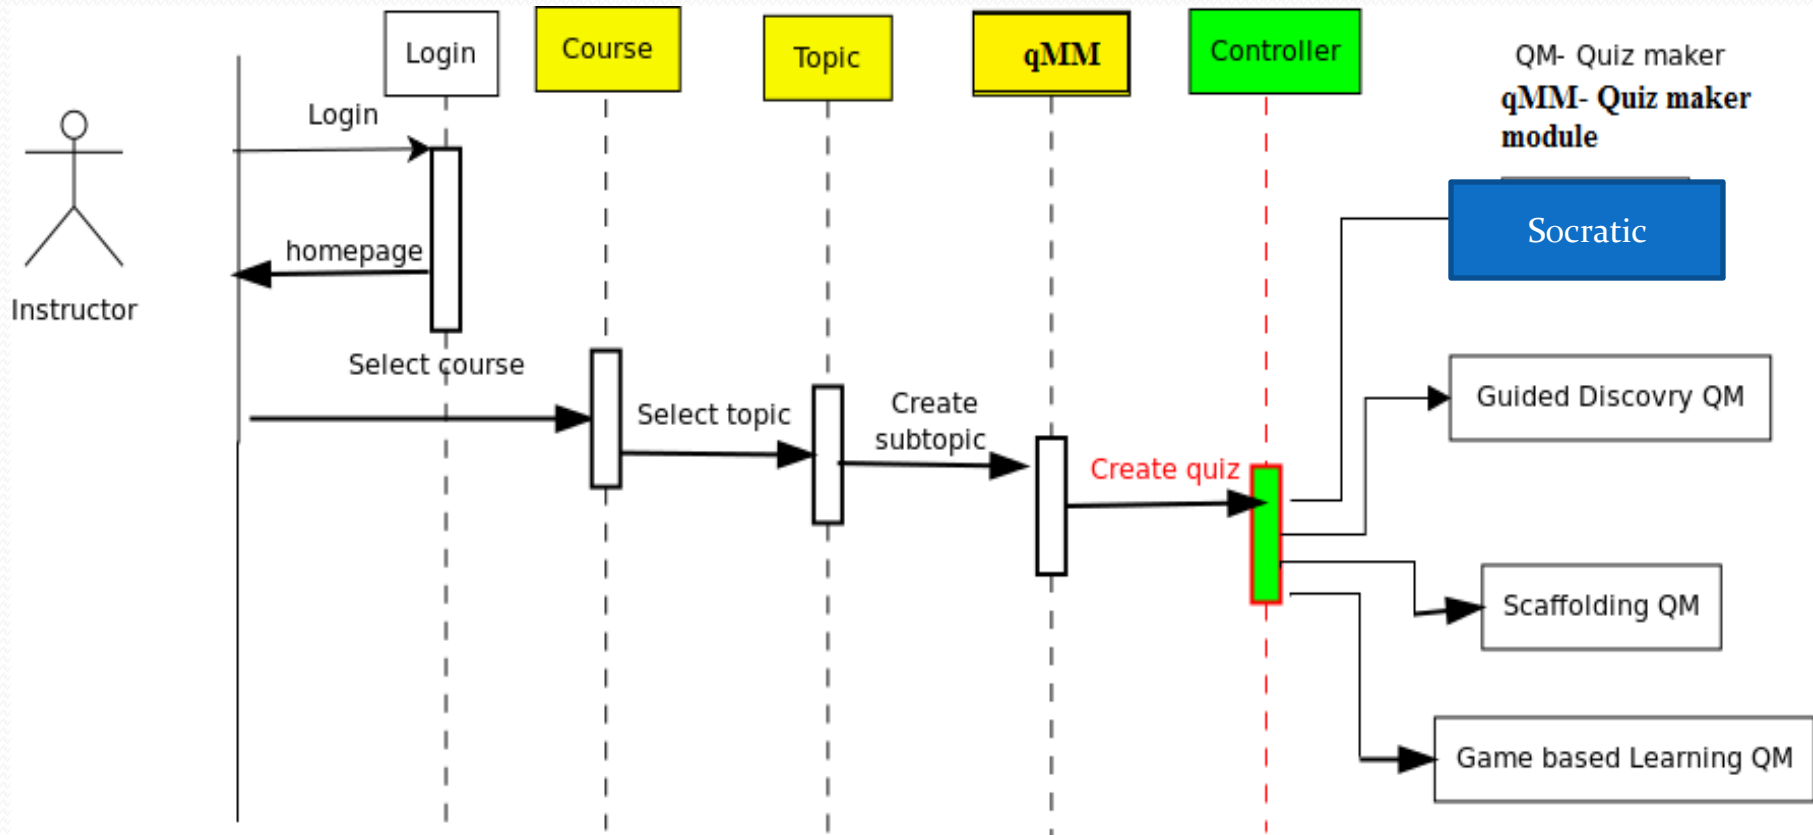 Login
Course
Topic
qMM
Controller
QM- Quiz maker
qMM- Quiz maker
module
Login
Socratic
homepage
Instructor
Select course
Guided Discovry QM
Select topic
Create
subtopic
Create quiz
Scaffolding QM
Game based Learning QM